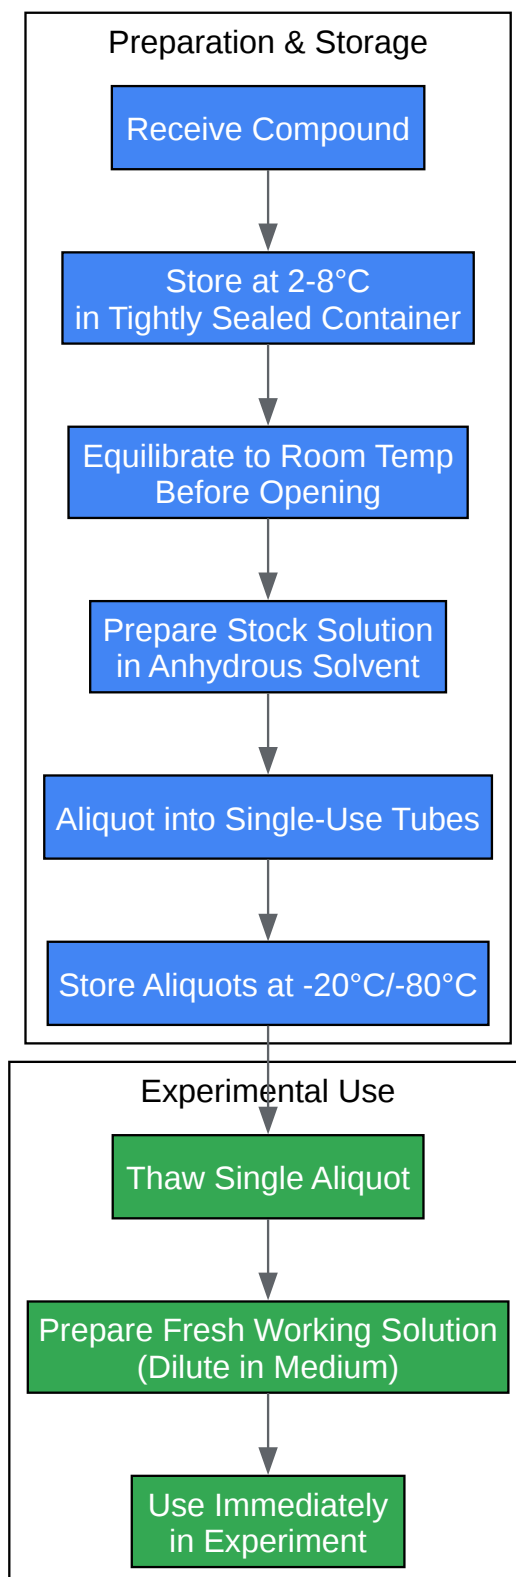 Preparation & Storage
Receive Compound
Store at 2-8°C
in Tightly Sealed Container
Equilibrate to Room Temp
Before Opening
Prepare Stock Solution
in Anhydrous Solvent
Aliquot into Single-Use Tubes
Store Aliquots at -20°C/-80°C
Experimental Use
Thaw Single Aliquot
Prepare Fresh Working Solution
(Dilute in Medium)
Use Immediately
in Experiment